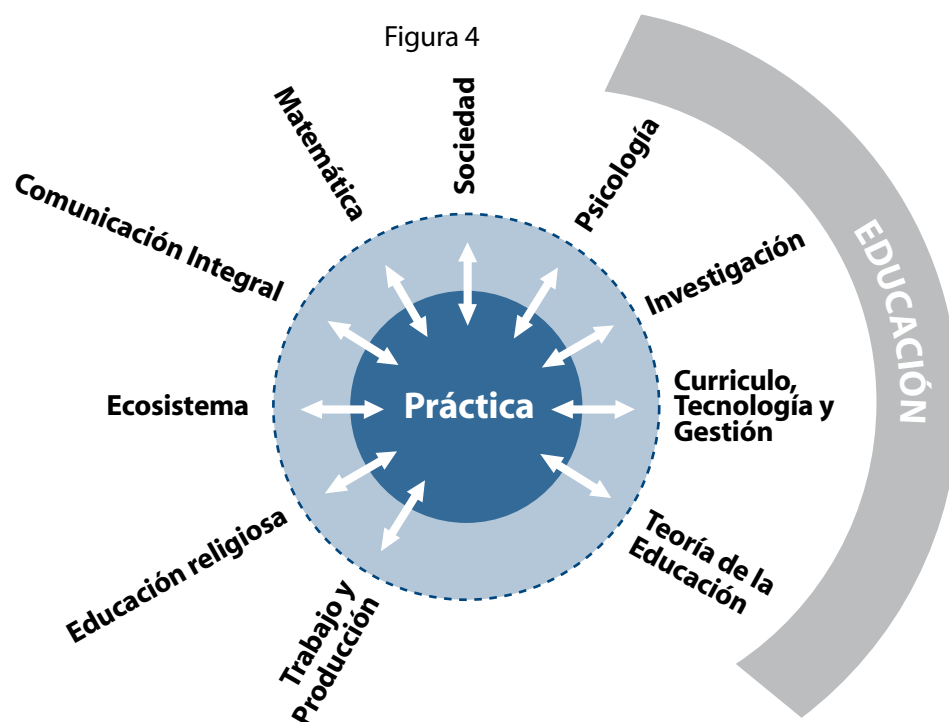 Figura 4
Sociedad
Matemática
Comunicación Integral
Ecosistema
Educación religiosa
Trabajo y
Producción
Práctica
Psicología
Investigación
Curriculo,
Tecnología y
Gestión
Teoría de la
Educación
EDUCACIÓN